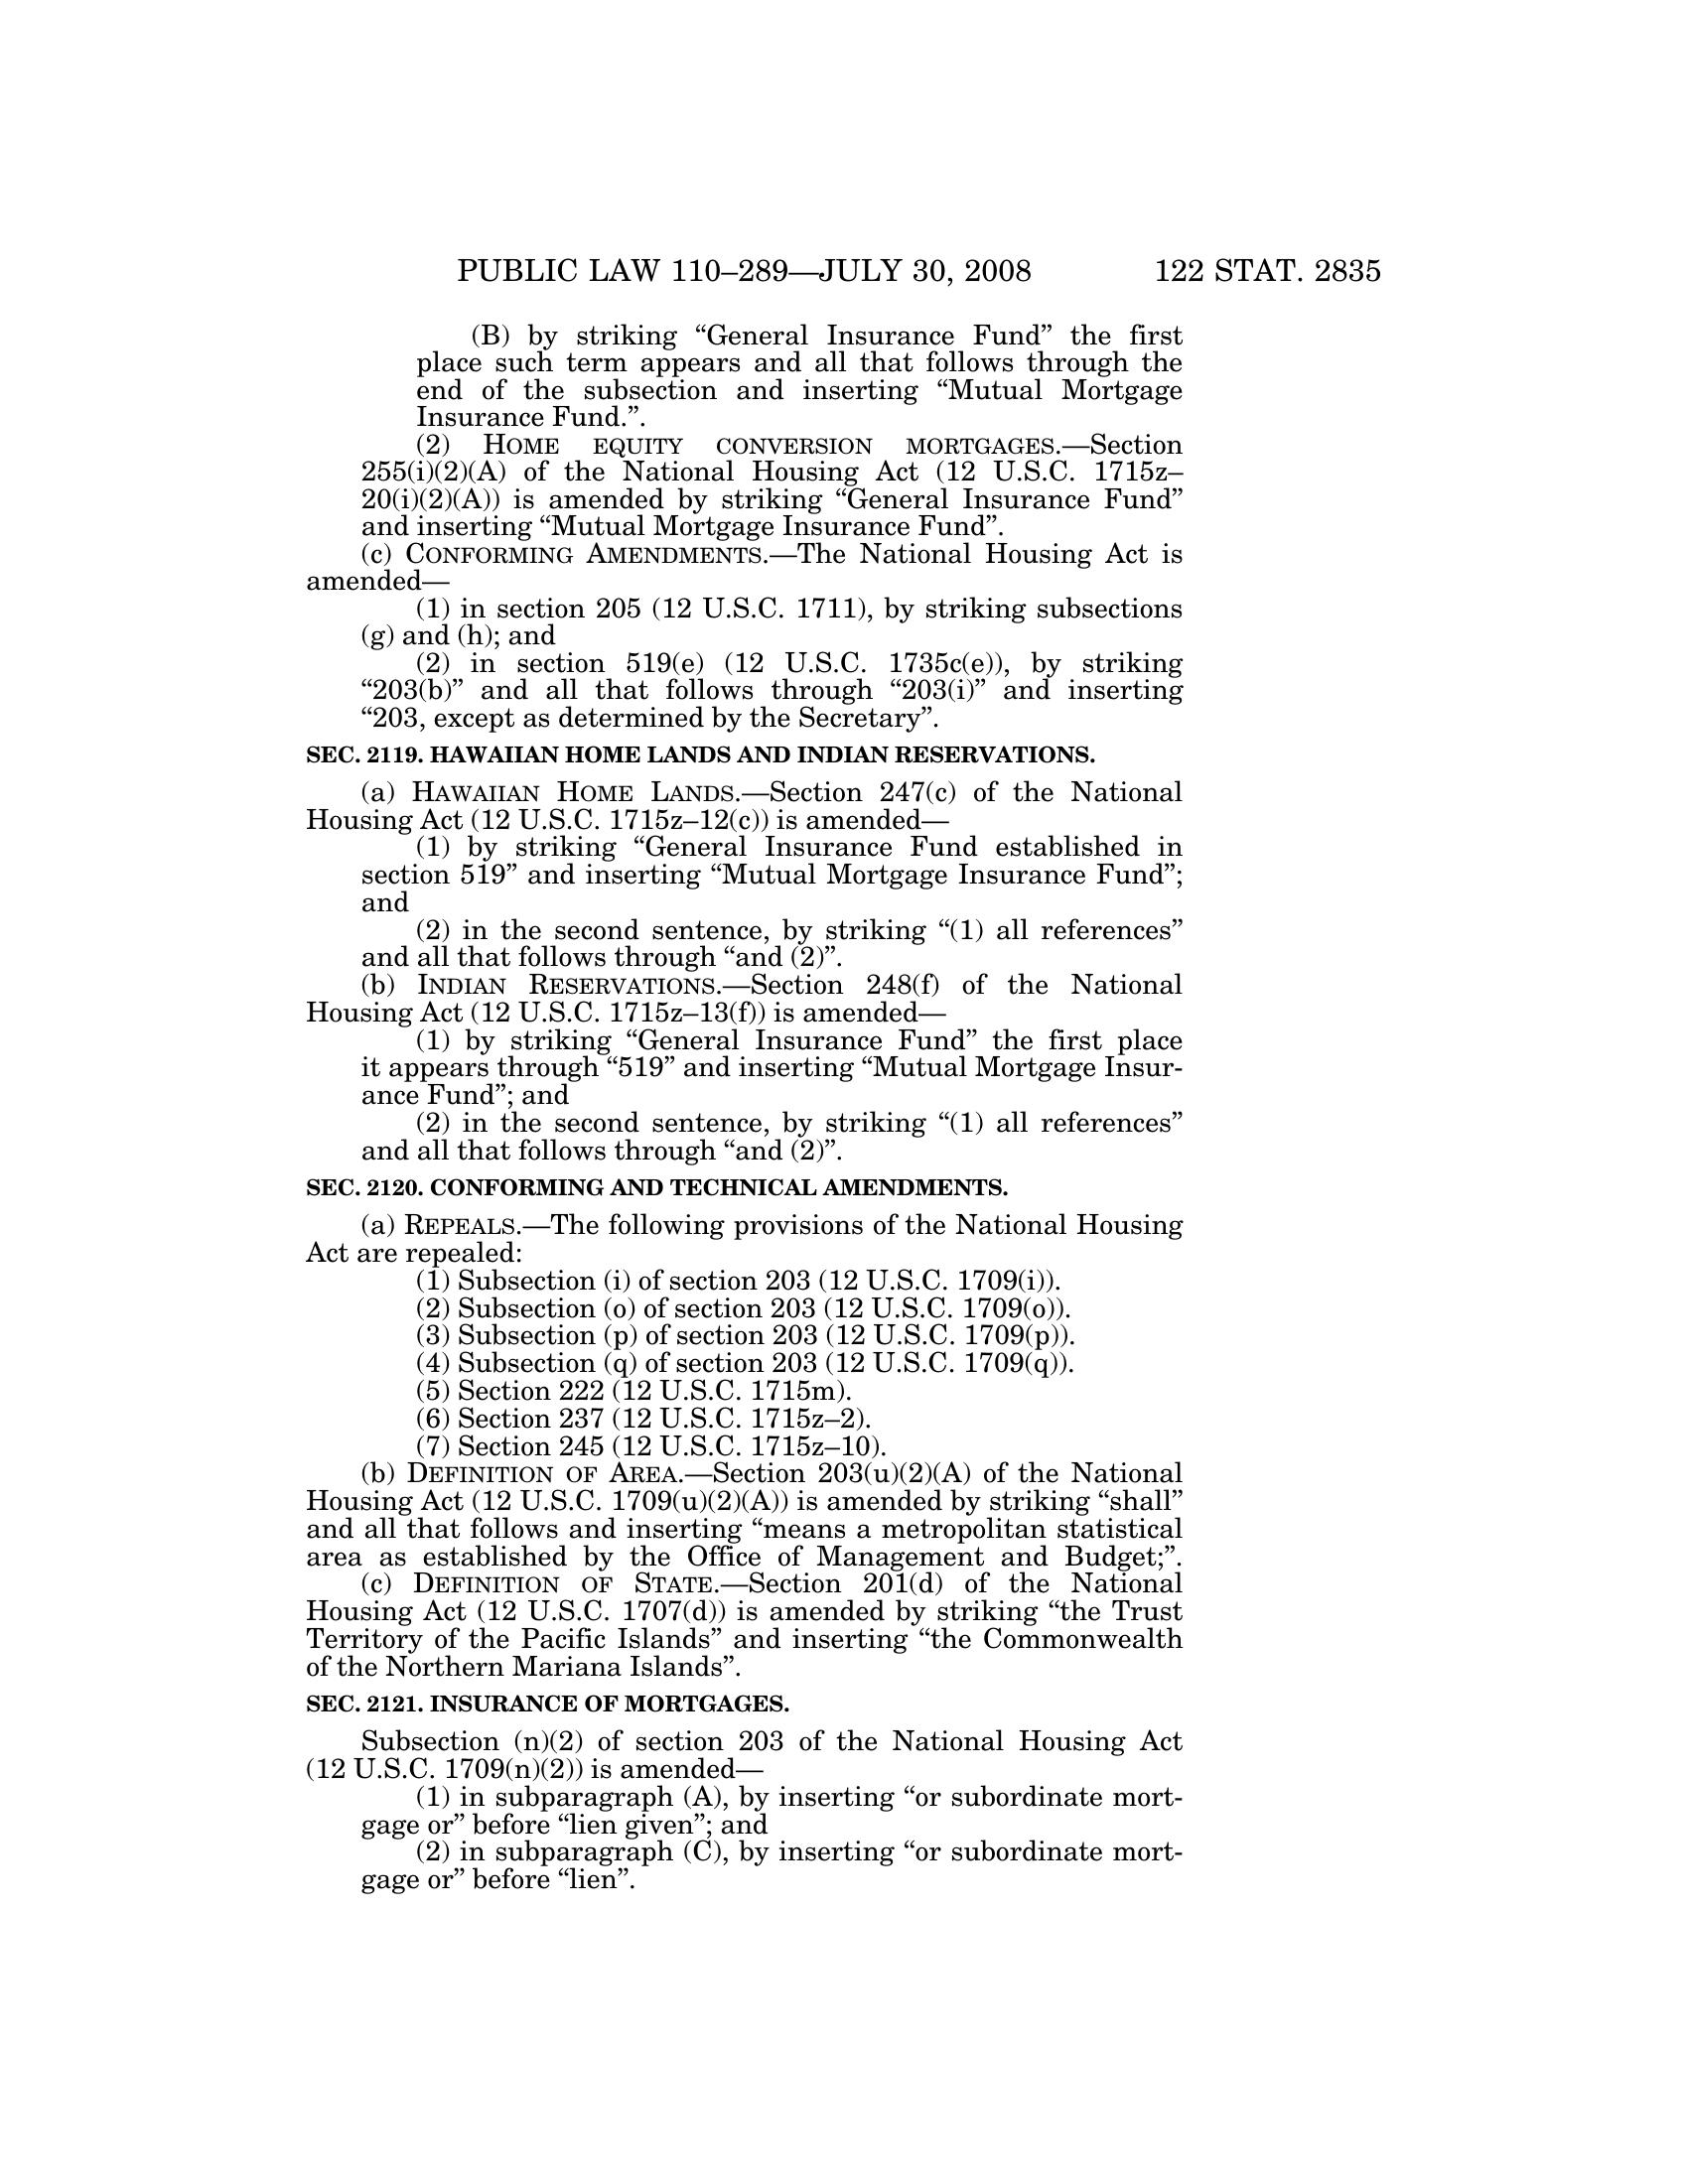 PUBLIC LAW 110–289—JULY 30, 2008 122 STAT. 2835
(B) by striking “General Insurance Fund” the first
place such term appears and all that follows through the
end of the subsection and inserting “Mutual Mortgage
Insurance Fund.”.
(2) HOME EQUITY CONVERSION MORTGAGES.—Section
255(i)(2)(A) of the National Housing Act (12 U.S.C. 1715z–
20(i)(2)(A)) is amended by striking “General Insurance Fund”
and inserting “Mutual Mortgage Insurance Fund”.
(c) CONFORMING AMENDMENTS.—The National Housing Act is
amended—
(1) in section 205 (12 U.S.C. 1711), by striking subsections
(g) and (h); and
(2) in section 519(e) (12 U.S.C. 1735c(e)), by striking
“203(b)” and all that follows through “203(i)” and inserting
“203, except as determined by the Secretary”.
SEC. 2119. HAWAIIAN HOME LANDS AND INDIAN RESERVATIONS.
(a) HAWAIIAN HOME LANDS.—Section 247(c) of the National
Housing Act (12 U.S.C. 1715z–12(c)) is amended—
(1) by striking “General Insurance Fund established in
section 519” and inserting “Mutual Mortgage Insurance Fund”;
and
(2) in the second sentence, by striking “(1) all references”
and all that follows through “and (2)”.
(b) INDIAN RESERVATIONS.—Section 248(f) of the National
Housing Act (12 U.S.C. 1715z–13(f)) is amended—
(1) by striking “General Insurance Fund” the first place
it appears through “519” and inserting “Mutual Mortgage Insur-
ance Fund”; and
(2) in the second sentence, by striking “(1) all references”
and all that follows through “and (2)”.
SEC. 2120. CONFORMING AND TECHNICAL AMENDMENTS.
(a) REPEALS.—The following provisions of the National Housing
Act are repealed:
(1) Subsection (i) of section 203 (12 U.S.C. 1709(i)).
(2) Subsection (o) of section 203 (12 U.S.C. 1709(o)).
(3) Subsection (p) of section 203 (12 U.S.C. 1709(p)).
(4) Subsection (q) of section 203 (12 U.S.C. 1709(q)).
(5) Section 222 (12 U.S.C. 1715m).
(6) Section 237 (12 U.S.C. 1715z–2).
(7) Section 245 (12 U.S.C. 1715z–10).
(b) DEFINITION OF AREA.—Section 203(u)(2)(A) of the National
Housing Act (12 U.S.C. 1709(u)(2)(A)) is amended by striking “shall”
and all that follows and inserting “means a metropolitan statistical
area as established by the Office of Management and Budget;”.
(c) DEFINITION OF STATE.—Section 201(d) of the National
Housing Act (12 U.S.C. 1707(d)) is amended by striking “the Trust
Territory of the Pacific Islands” and inserting “the Commonwealth
of the Northern Mariana Islands”.
SEC. 2121. INSURANCE OF MORTGAGES.
Subsection (n)(2) of section 203 of the National Housing Act
(12 U.S.C. 1709(n)(2)) is amended—
(1) in subparagraph (A), by inserting “or subordinate mort-
gage or” before “lien given”; and
(2) in subparagraph (C), by inserting “or subordinate mort-
gage or” before “lien”.